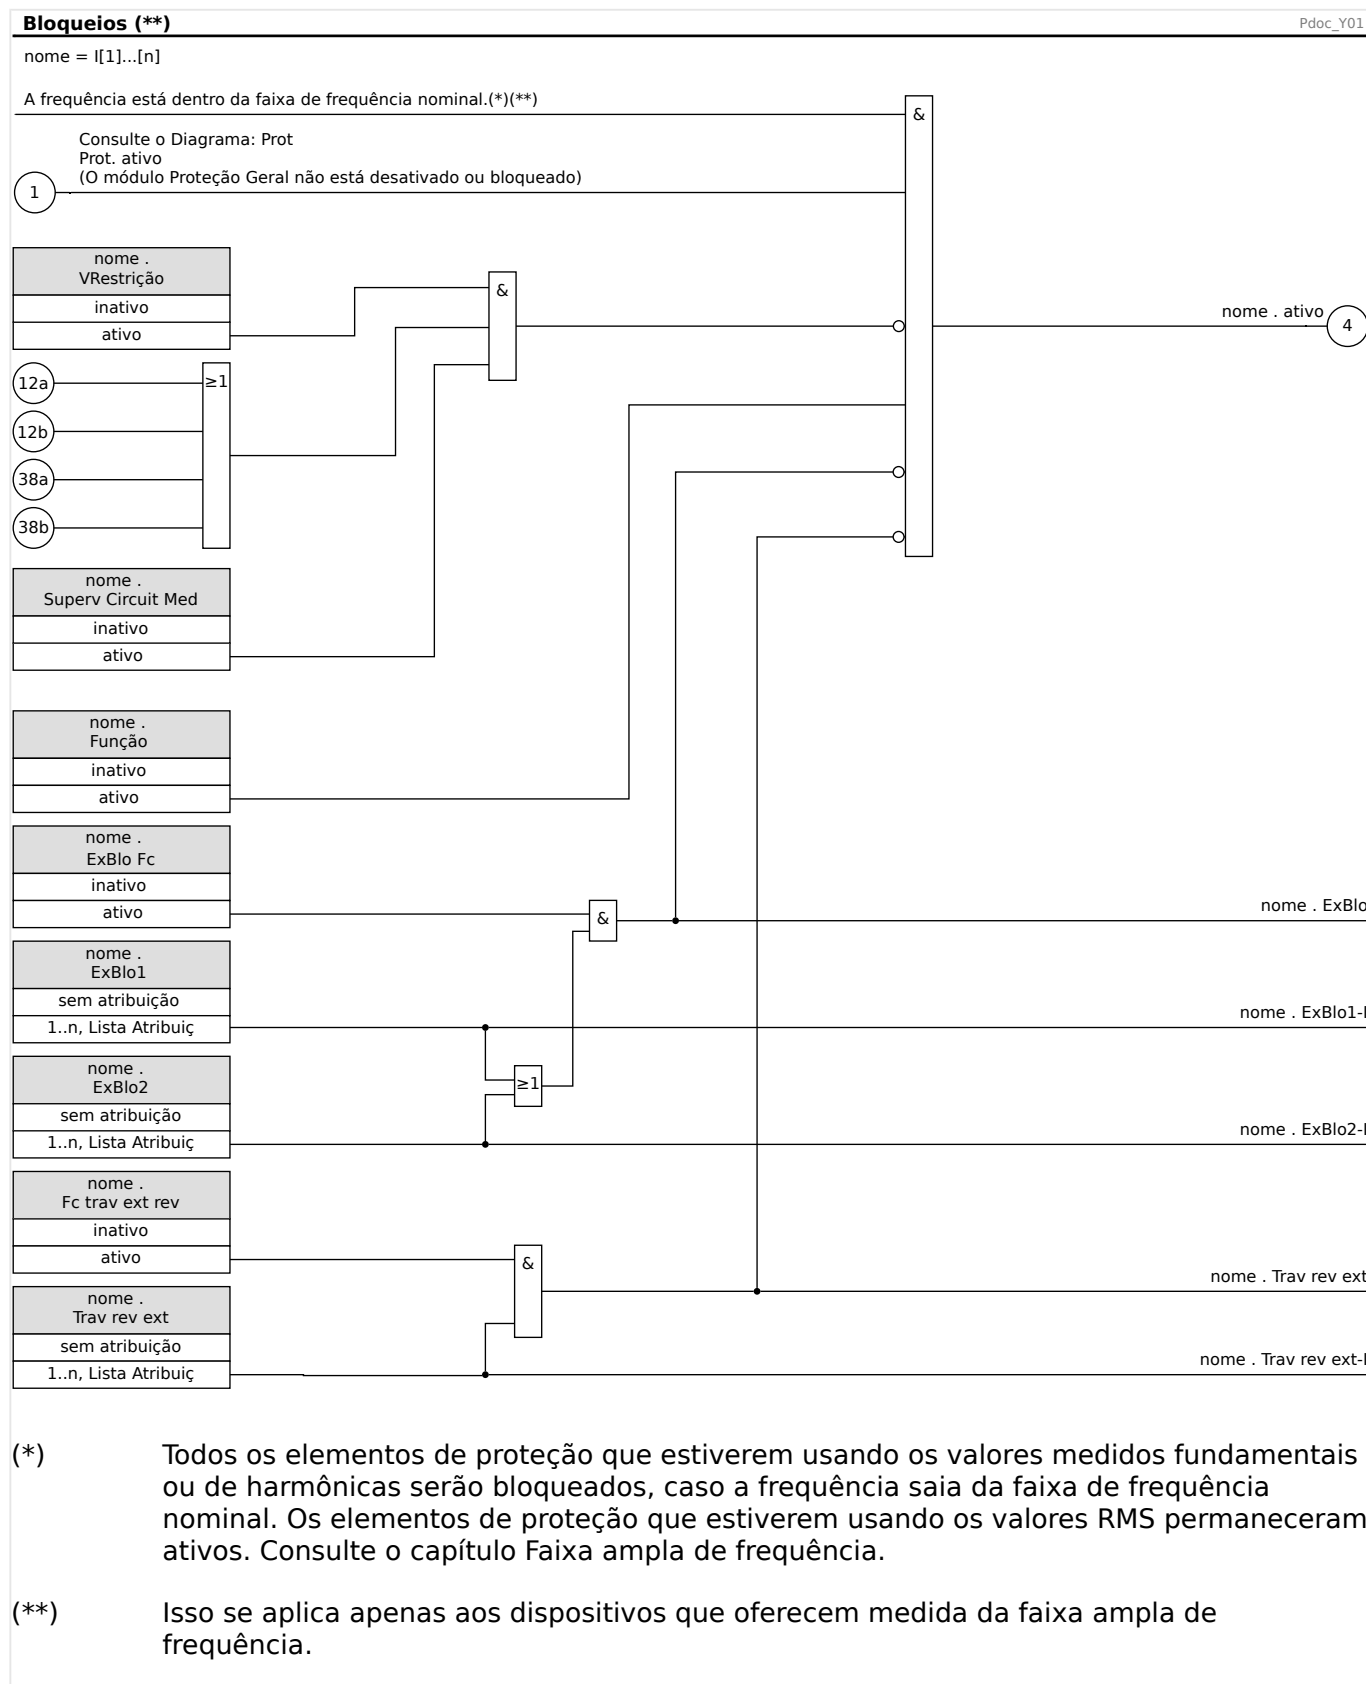 Bloqueios (**)
Pdoc_Y01
nome = I[1]...[n]
A frequência está dentro da faixa de frequência nominal.(*)(**)
&
Consulte o Diagrama: Prot
Prot. ativo
(O módulo Proteção Geral não está desativado ou bloqueado)
1
nome .
VRestrição
inativo
ativo
&
nome . ativo
4
12a
≥1
12b
38a
38b
nome .
Superv Circuit Med
inativo
ativo
nome .
Função
inativo
ativo
nome .
ExBlo Fc
inativo
ativo
&
nome . ExBlo
nome .
ExBlo1
sem atribuição
1..n, Lista Atribuiç
nome . ExBlo1-
≥1
nome .
ExBlo2
sem atribuição
1..n, Lista Atribuiç
nome . ExBlo2-
nome .
Fc trav ext rev
inativo
ativo
&
nome . Trav rev ext
nome .
Trav rev ext
sem atribuição
1..n, Lista Atribuiç
nome . Trav rev ext-
(*) Todos os elementos de proteção que estiverem usando os valores medidos fundamentais
ou de harmônicas serão bloqueados, caso a frequência saia da faixa de frequência
nominal. Os elementos de proteção que estiverem usando os valores RMS permaneceram
ativos. Consulte o capítulo Faixa ampla de frequência.
(**) Isso se aplica apenas aos dispositivos que oferecem medida da faixa ampla de
frequência.